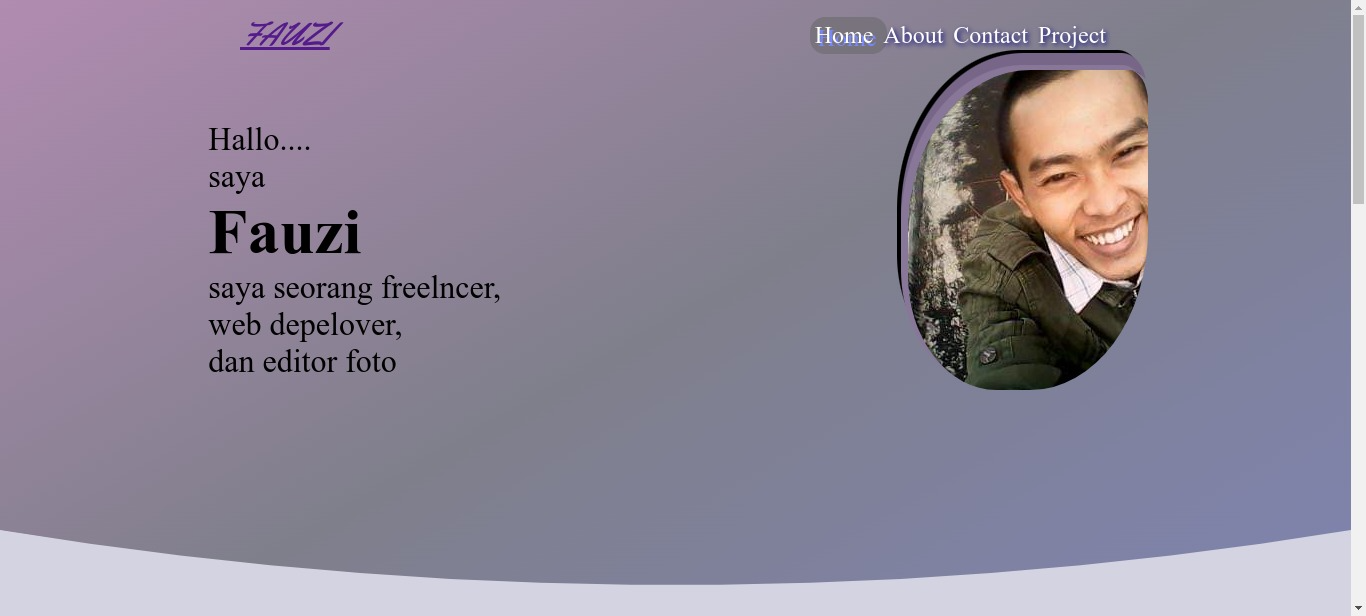 FAUZI
Home About Contact Project
Hallo....
saya
Fauzi
saya seorang freelncer,
web depelover,
dan editor foto